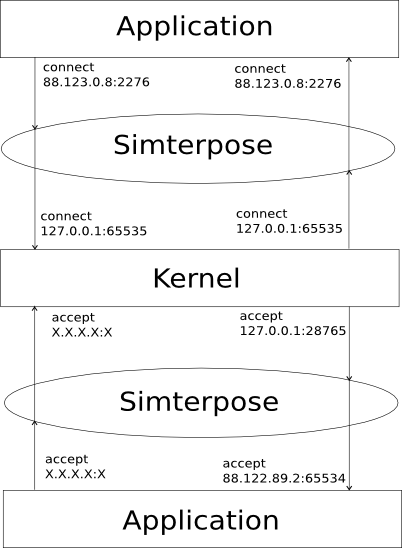 Application
connect
88.123.0.8:2276
connect
88.123.0.8:2276
Simterpose
connect
127.0.0.1:65535
connect
127.0.0.1:65535
Kernel
accept
X.X.X.X:X
accept
127.0.0.1:28765
Simterpose
accept
X.X.X.X:X
accept
88.122.89.2:65534
Application